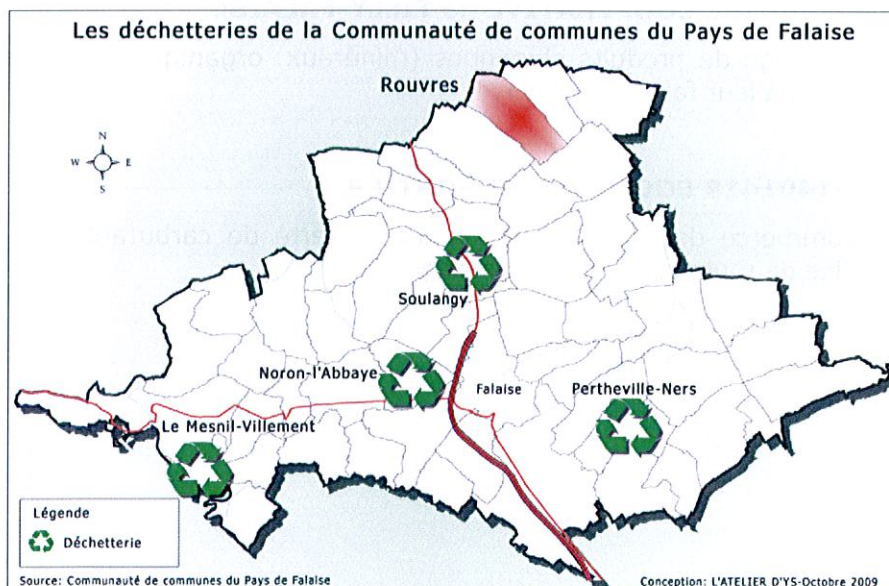 Les déchetteries de la Communauté de communes du Pays de Falaise
Rouvres
N
W E
S
Soulangy
Noron-l'Abbaye
Falaise
Pertheville-Ners
Le Mesnil-Villement
Légende
Déchetterie
Source: Communauté de communes du Pays de Falaise
Conception: L'ATELIER D'YS-Octobre 2009